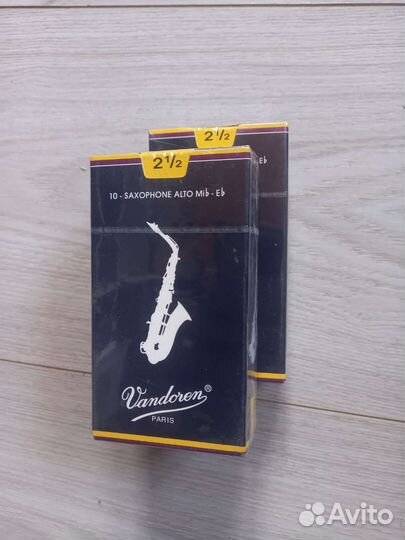 2½
-E♭
2½
10 - SAXOPHONE ALTO Mi♭ - E♭
Vandoren®
PARIS
Avito